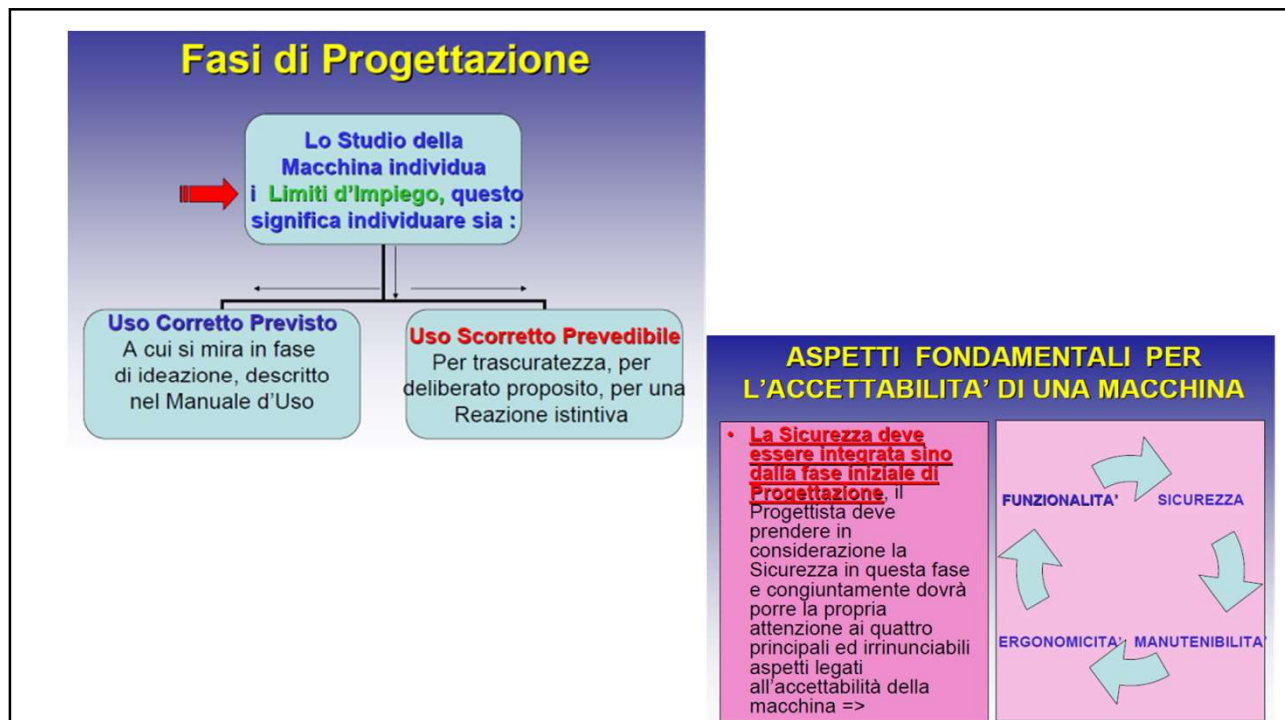 Fasi di Progettazione
Lo Studio della
Macchina individua
i Limiti d'Impiego, questo
significa individuare sia :
Uso Corretto Previsto
A cui si mira in fase
di ideazione, descritto
nel Manuale d'Uso
Uso Scorretto Prevedibile
Per trascuratezza, per
deliberato proposito, per una
Reazione istintiva
ASPETTI FONDAMENTALI PER
L'ACCETTABILITA' DI UNA MACCHINA
• La Sicurezza deve
essere integrata sino
dalla fase iniziale di
Progettazione, il
Progettista deve
prendere in
considerazione la
Sicurezza in questa fase
e congiuntamente dovrà
porre la propria
attenzione ai quattro
principali ed irrinunciabili
aspetti legati
all'accettabilità della
macchina =>
FUNZIONALITA'
SICUREZZA
ERGONOMICITA'
MANUTENIBILITA'